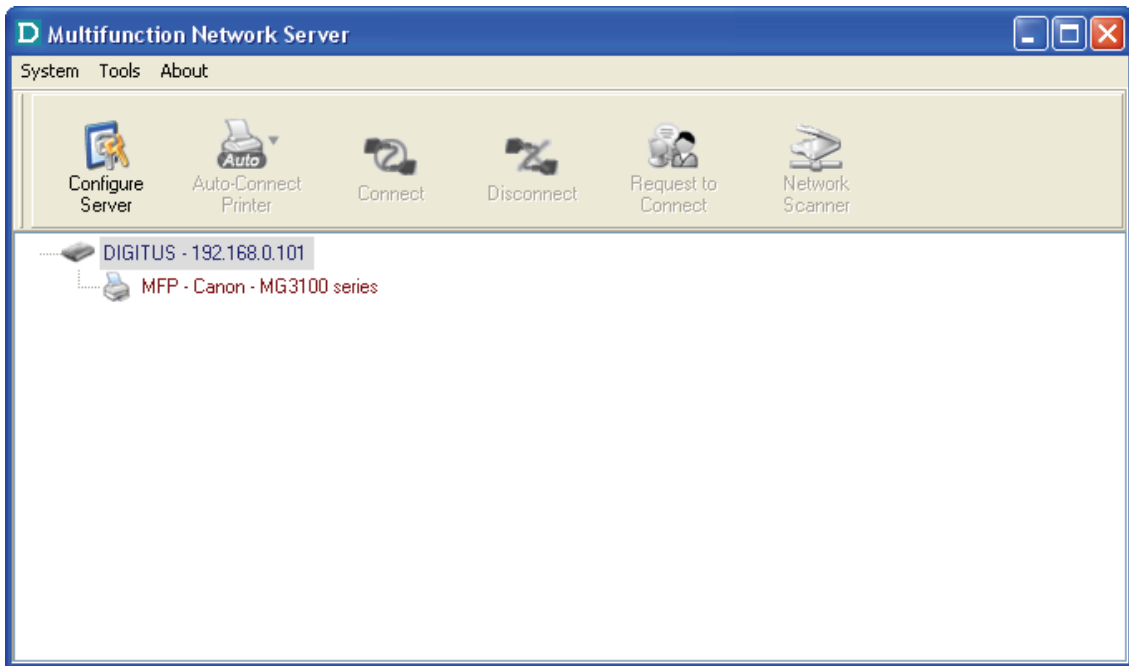 D Multifunction Network Server
System Tools About
Auto
Configure Server
Auto-Connect Printer
Connect
Disconnect
Request to Connect
Network Scanner
DIGITUS - 192.168.0.101
MFP - Canon - MG3100 series